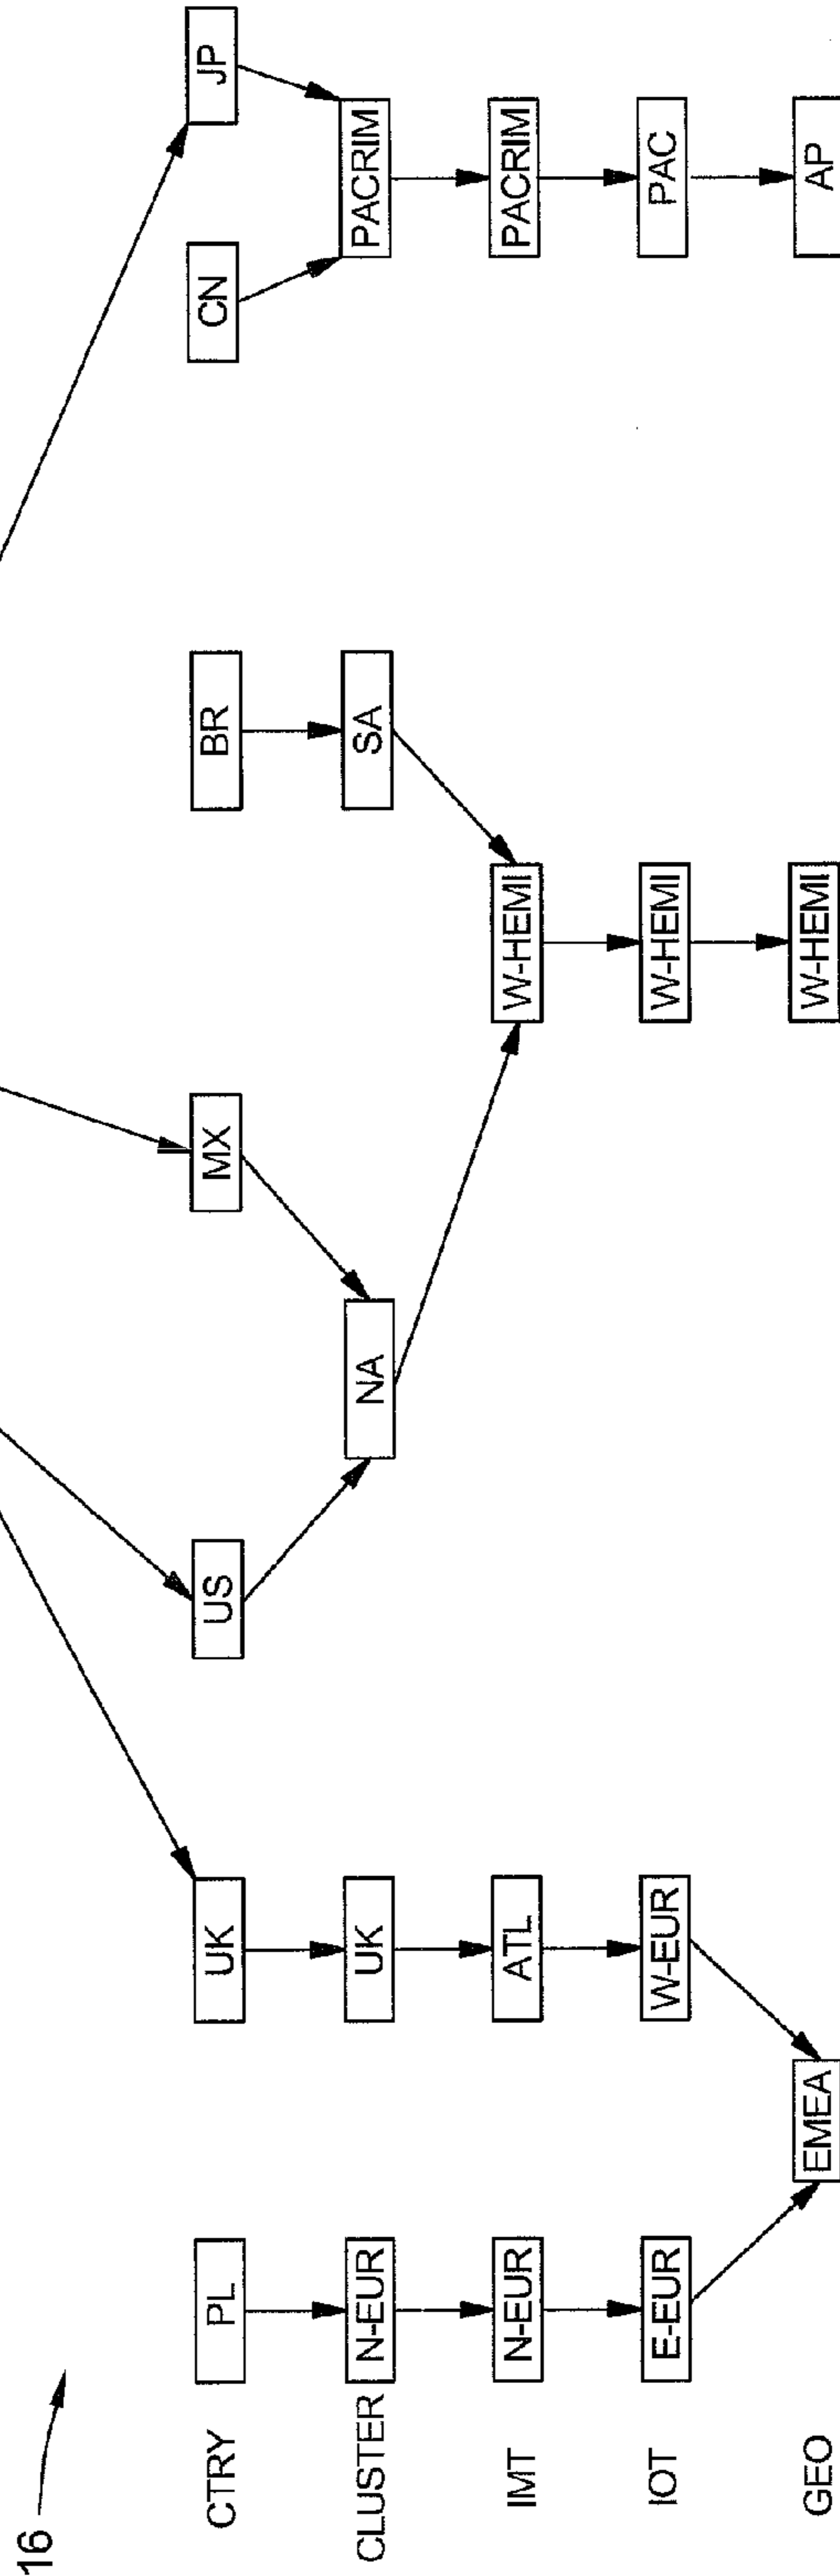 16
CTRY PL UK US MX BR CN JP
CLUSTER N-EUR UK NA SA PACRIM
IMT N-EUR ATL W-HEMI PACRIM
IOT E-EUR W-EUR W-HEMI PAC
GEO EMEA W-HEMI AP